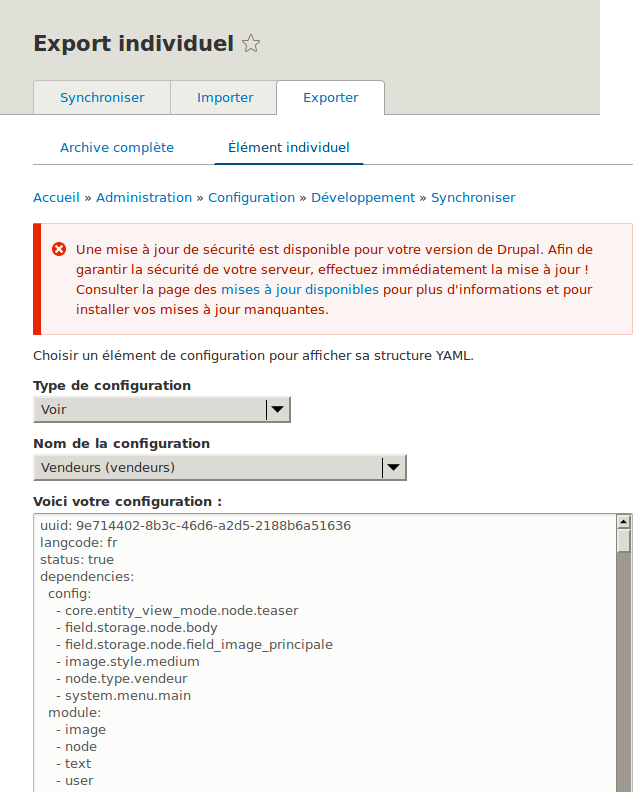 Export individuel
Synchroniser Importer Exporter
Archive complète Élément individuel
Accueil » Administration » Configuration » Développement » Synchroniser
Une mise à jour de sécurité est disponible pour votre version de Drupal. Afin de
garantir la sécurité de votre serveur, effectuez immédiatement la mise à jour !
Consulter la page des mises à jour disponibles pour plus d'informations et pour
installer vos mises à jour manquantes.
Choisir un élément de configuration pour afficher sa structure YAML.
Type de configuration
Voir
Nom de la configuration
Vendeurs (vendeurs)
Voici votre configuration :
uuid: 9e714402-8b3c-46d6-a2d5-2188b6a51636
langcode: fr
status: true
dependencies:
  config:
    - core.entity_view_mode.node.teaser
    - field.storage.node.body
    - field.storage.node.field_image_principale
    - image.style.medium
    - node.type.vendeur
    - system.menu.main
  module:
    - image
    - node
    - text
    - user